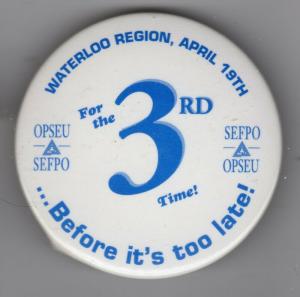 WATERLOO REGION, APRIL 19TH
For the
3RD
Time!
OPSEU
SEFPO
SEFPO
OPSEU
...Before it's too late!